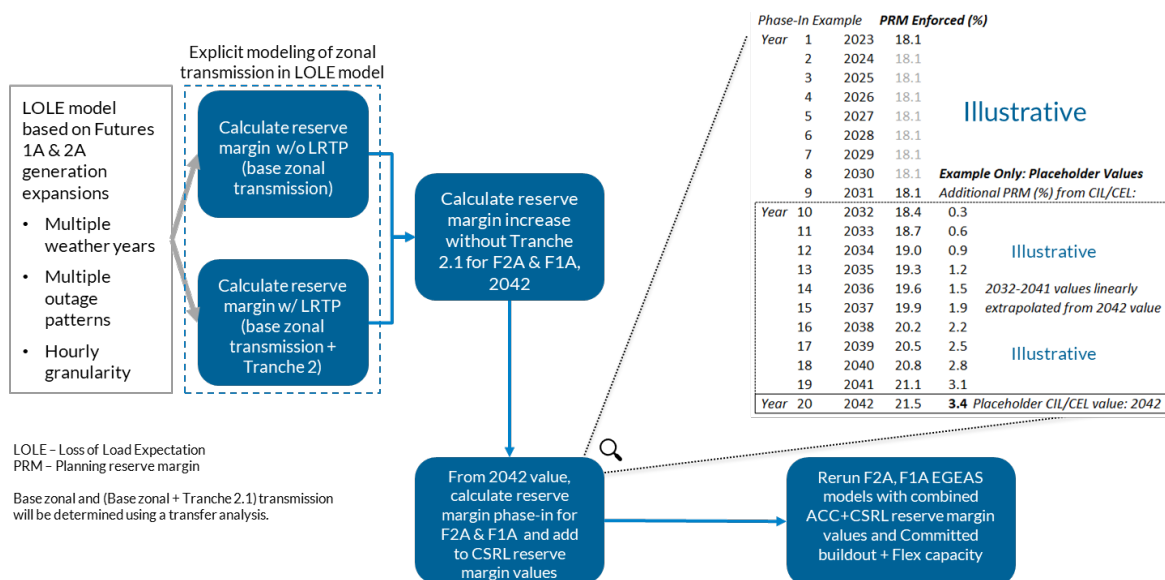 Explicit modeling of zonal
transmission in LOLE model
LOLE model
based on Futures
1A & 2A
generation
expansions
• Multiple
weather years
• Multiple
outage
patterns
• Hourly
granularity
Calculate reserve
margin w/o LRTP
(base zonal
transmission)
Calculate reserve
margin w/ LRTP
(base zonal
transmission +
Tranche 2)
Calculate reserve
margin increase
without Tranche
2.1 for F2A & F1A,
2042
From 2042 value,
calculate reserve
margin phase-in for
F2A & F1A and add
to CSRL reserve
margin values
Rerun F2A, F1A EGEAS
models with combined
ACC+CSRL reserve margin
values and Committed
buildout + Flex capacity
LOLE – Loss of Load Expectation
PRM – Planning reserve margin
Base zonal and (Base zonal + Tranche 2.1) transmission
will be determined using a transfer analysis.
Phase-In Example PRM Enforced (%)
Year 1 2023 18.1
2 2024 18.1
3 2025 18.1
4 2026 18.1
5 2027 18.1
6 2028 18.1
7 2029 18.1
8 2030 18.1
9 2031 18.1
Illustrative
Example Only: Placeholder Values
Additional PRM (%) from CIL/CEL:
Year 10 2032 18.4 0.3
11 2033 18.7 0.6
12 2034 19.0 0.9
13 2035 19.3 1.2
14 2036 19.6 1.5
15 2037 19.9 1.9
16 2038 20.2 2.2
17 2039 20.5 2.5
18 2040 20.8 2.8
19 2041 21.1 3.1
Illustrative
2032-2041 values linearly
extrapolated from 2042 value
Illustrative
Year 20 2042 21.5 3.4 Placeholder CIL/CEL value: 2042